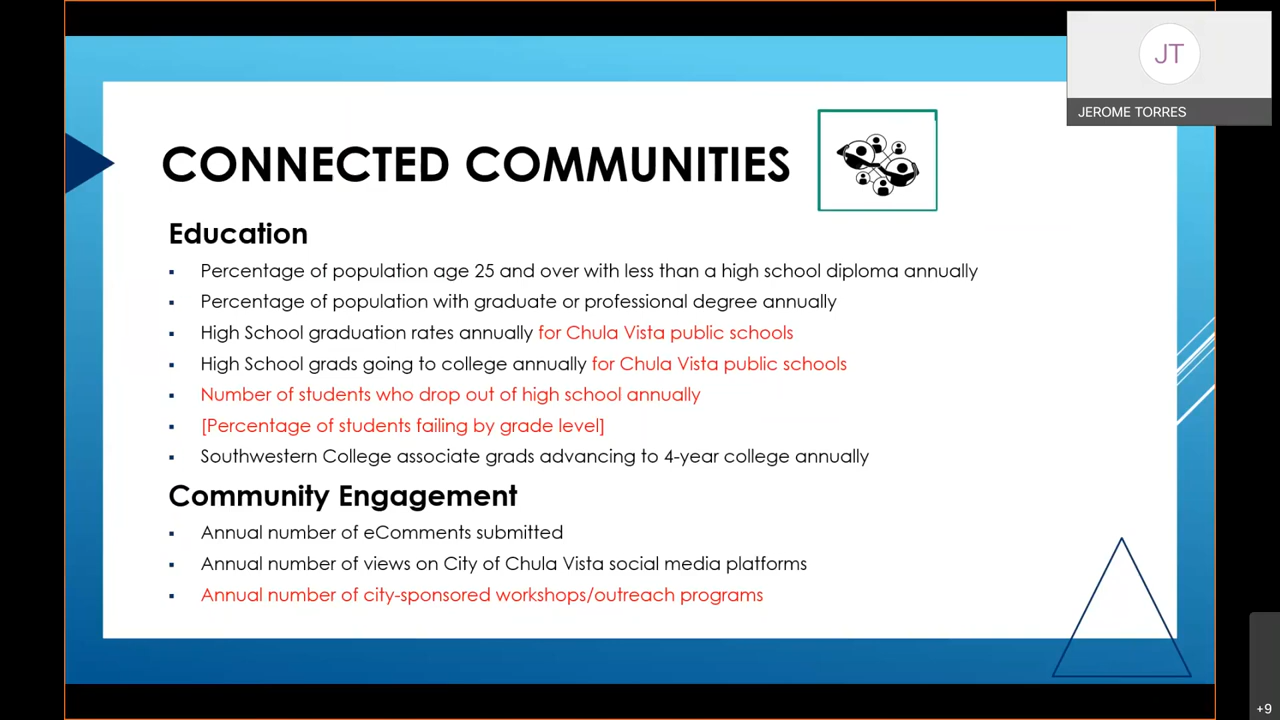 JT
JEROME TORRES
CONNECTED COMMUNITIES
Education
▪ Percentage of population age 25 and over with less than a high school diploma annually
▪ Percentage of population with graduate or professional degree annually
▪ High School graduation rates annually for Chula Vista public schools
▪ High School grads going to college annually for Chula Vista public schools
▪ Number of students who drop out of high school annually
▪ [Percentage of students failing by grade level]
▪ Southwestern College associate grads advancing to 4-year college annually
Community Engagement
▪ Annual number of eComments submitted
▪ Annual number of views on City of Chula Vista social media platforms
▪ Annual number of city-sponsored workshops/outreach programs
+9